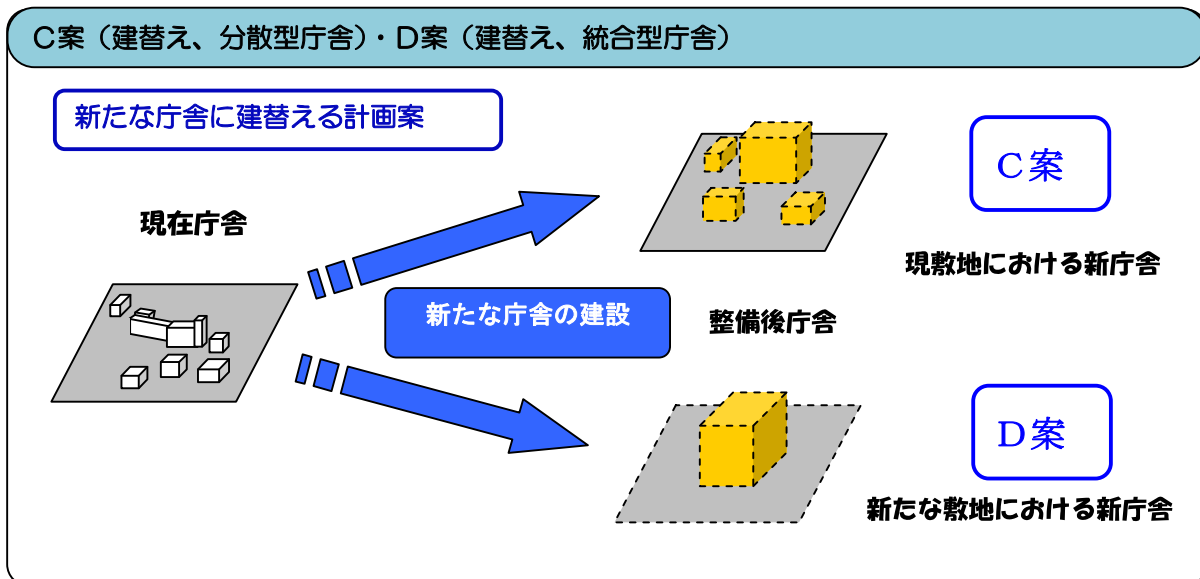 C案（建替え、分散型庁舎）・D案（建替え、統合型庁舎）
新たな庁舎に建替える計画案
現在庁舎
C案
現敷地における新庁舎
新たな庁舎の建設
整備後庁舎
D案
新たな敷地における新庁舎